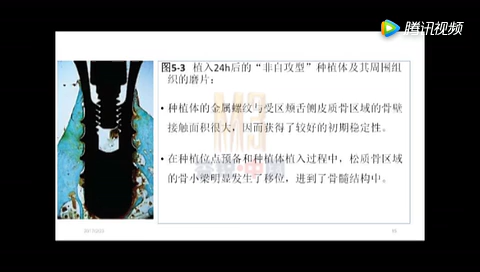 腾讯视频
图5-3 植入24h后的“非自攻型”种植体及其周围组
织的磨片：
• 种植体的金属螺纹与受区颊舌侧皮质骨区域的骨壁
接触面积很大，因而获得了较好的初期稳定性。
• 在种植位点预备和种植体植入过程中，松质骨区域
的骨小梁明显发生了移位，进到了骨髓结构中。